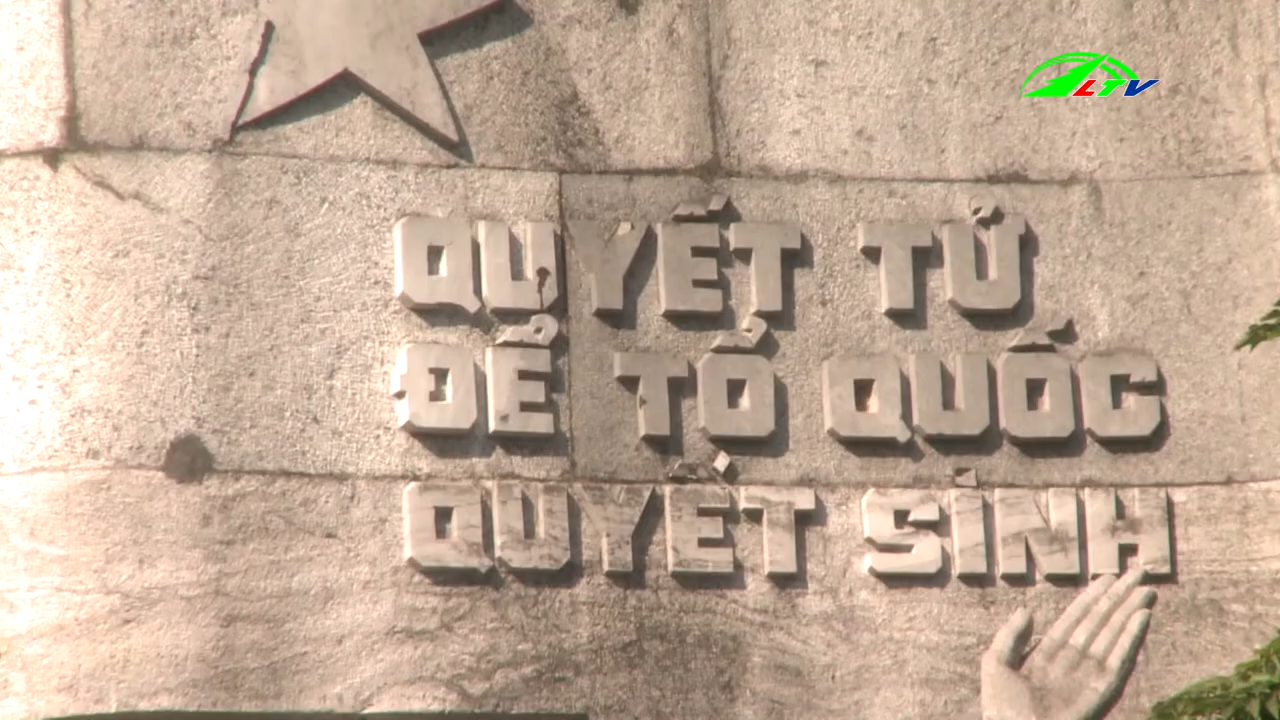 LTV
QUYẾT TỬ
ĐỂ TỔ QUỐC
QUYẾT SINH